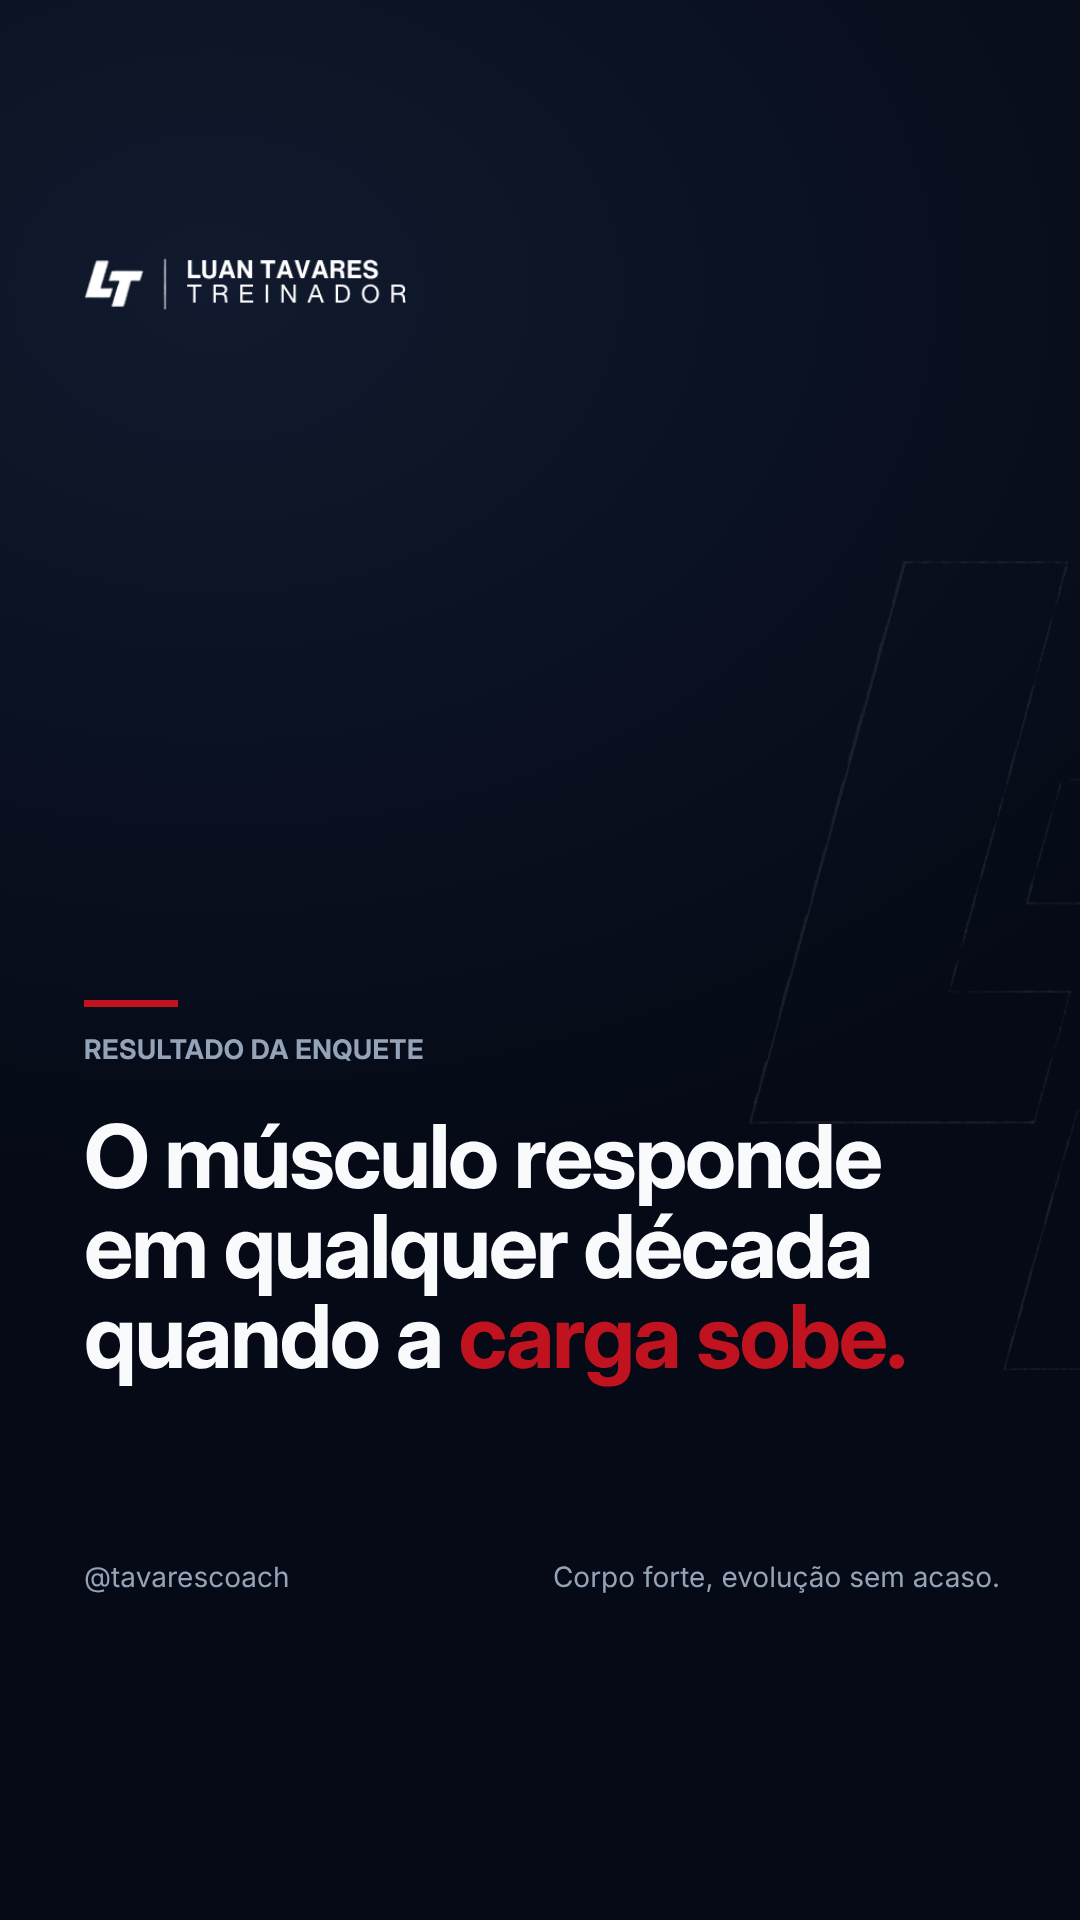 LT
LUAN TAVARES
TREINADOR
RESULTADO DA ENQUETE
O músculo responde
em qualquer década
quando a carga sobe.
@tavarescoach
Corpo forte, evolução sem acaso.